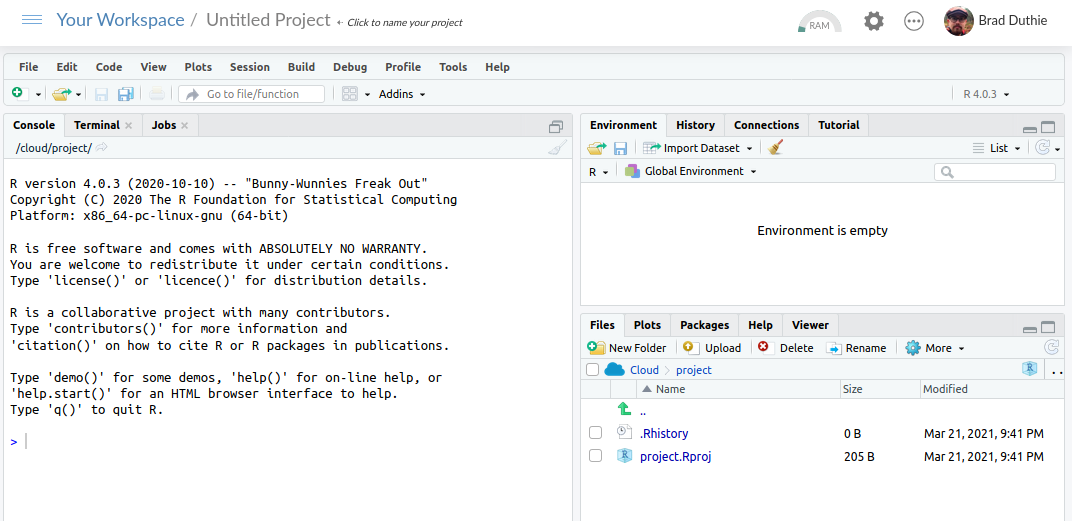 Your Workspace / Untitled Project ← Click to name your project
RAM
Brad Duthie
File Edit Code View Plots Session Build Debug Profile Tools Help
Go to file/function
Addins
R 4.0.3
Console Terminal Jobs
/cloud/project/
R version 4.0.3 (2020-10-10) -- "Bunny-Wunnies Freak Out"
Copyright (C) 2020 The R Foundation for Statistical Computing
Platform: x86_64-pc-linux-gnu (64-bit)
R is free software and comes with ABSOLUTELY NO WARRANTY.
You are welcome to redistribute it under certain conditions.
Type 'license()' or 'licence()' for distribution details.
R is a collaborative project with many contributors.
Type 'contributors()' for more information and
'citation()' on how to cite R or R packages in publications.
Type 'demo()' for some demos, 'help()' for on-line help, or
'help.start()' for an HTML browser interface to help.
Type 'q()' to quit R.
>
Environment History Connections Tutorial
Import Dataset
List
R
Global Environment
Environment is empty
Files Plots Packages Help Viewer
New Folder Upload Delete Rename More
Cloud project
R
..
Name Size Modified
..
.Rhistory 0 B Mar 21, 2021, 9:41 PM
project.Rproj 205 B Mar 21, 2021, 9:41 PM